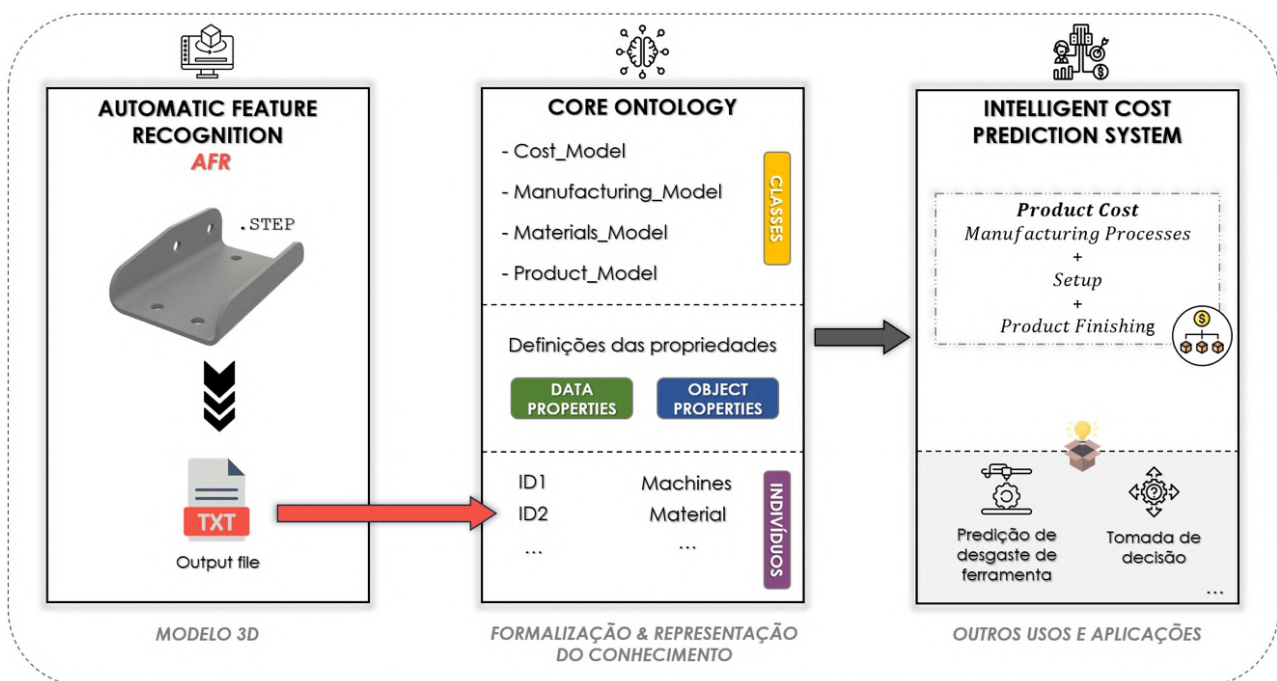 AUTOMATIC FEATURE
RECOGNITION
AFR
.STEP
TXT
Output file
MODELO 3D
CORE ONTOLOGY
- Cost_Model
- Manufacturing_Model
- Materials_Model
- Product_Model
CLASSES
Definições das propriedades
DATA
PROPERTIES
OBJECT
PROPERTIES
ID1 Machines
ID2 Material
... ...
INDIVÍDUOS
FORMALIZAÇÃO & REPRESENTAÇÃO
DO CONHECIMENTO
INTELLIGENT COST
PREDICTION SYSTEM
Product Cost
Manufacturing Processes
+
Setup
+
Product Finishing
Predição de
desgaste de
ferramenta
Tomada de
decisão
...
OUTROS USOS E APLICAÇÕES